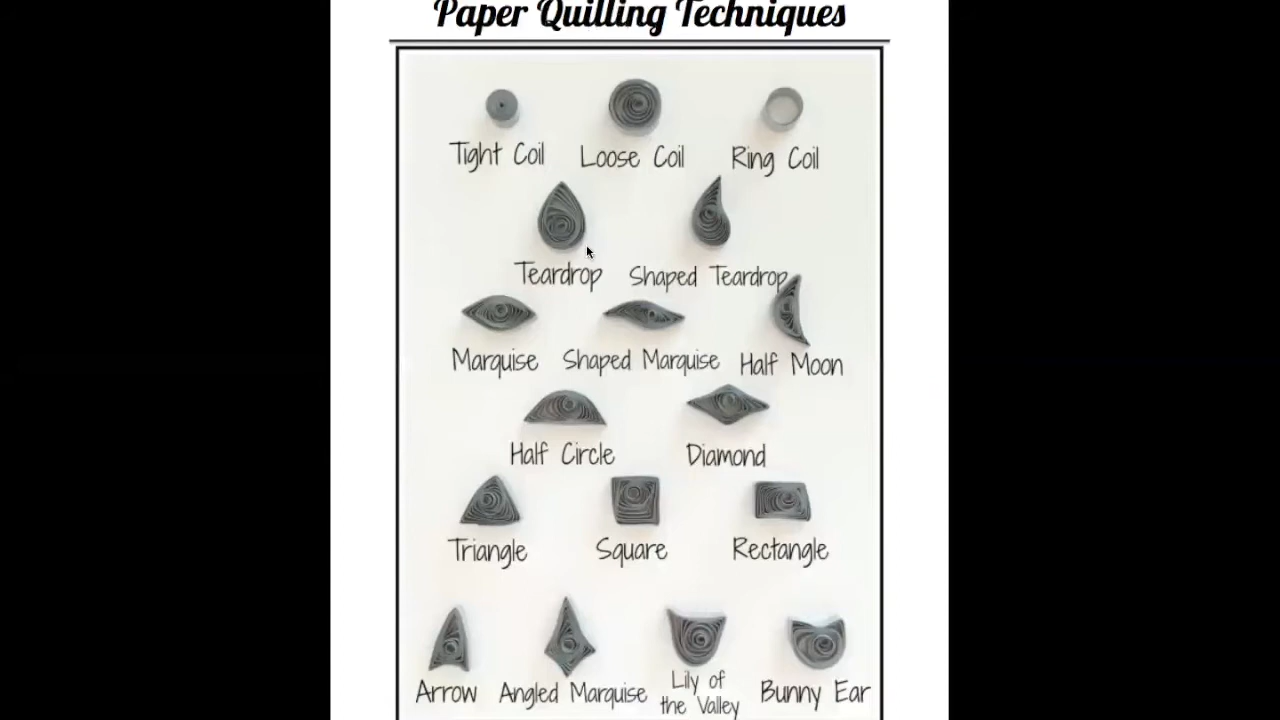 Paper Quilling Techniques
Tight Coil Loose Coil Ring Coil
Teardrop Shaped Teardrop
Marquise Shaped Marquise Half Moon
Half Circle Diamond
Triangle Square Rectangle
Arrow Angled Marquise Lily of the Valley Bunny Ear